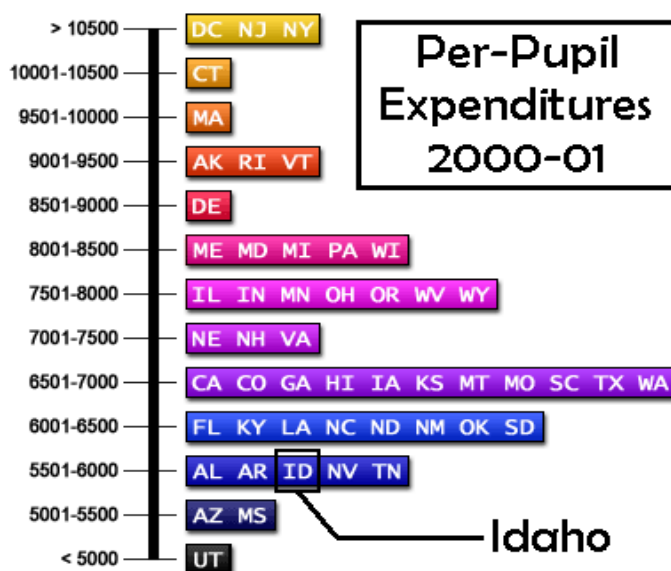 Per-Pupil
Expenditures
2000-01
> 10500 DC NJ NY
10001-10500 CT
9501-10000 MA
9001-9500 AK RI VT
8501-9000 DE
8001-8500 ME MD MI PA WI
7501-8000 IL IN MN OH OR WV WY
7001-7500 NE NH VA
6501-7000 CA CO GA HI IA KS MT MO SC TX WA
6001-6500 FL KY LA NC ND NM OK SD
5501-6000 AL AR ID NV TN
5001-5500 AZ MS
Idaho
< 5000 UT